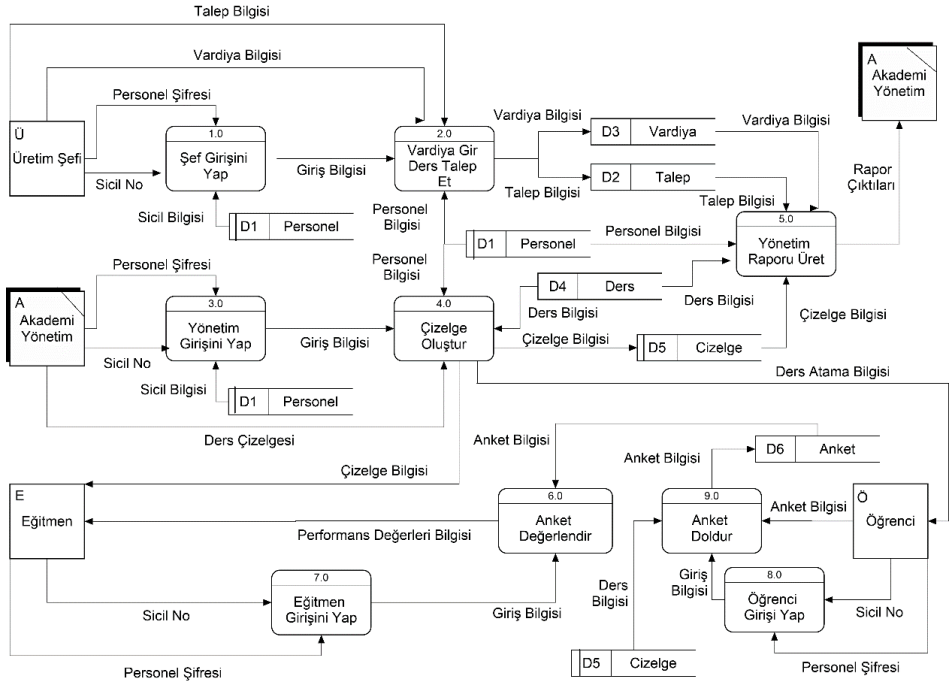 Talep Bilgisi
Vardiya Bilgisi
A
Akademi
Yönetim
Personel Şifresi
Ü
Üretim Şefi
1.0
Şef Girişini
Yap
Sicil No
Giriş Bilgisi
2.0
Vardiya Gir
Ders Talep
Et
Vardiya Bilgisi
D3
Vardiya
Vardiya Bilgisi
D2
Talep
Talep Bilgisi
Talep Bilgisi
Rapor
Çıktıları
Sicil Bilgisi
D1
Personel
Personel
Bilgisi
D1
Personel
Personel Bilgisi
5.0
Yönetim
Raporu Üret
Personel
Bilgisi
Personel Şifresi
A
Akademi
Yönetim
3.0
Yönetim
Girişini Yap
Sicil No
Giriş Bilgisi
4.0
Çizelge
Oluştur
D4
Ders
Ders Bilgisi
Ders Bilgisi
Çizelge Bilgisi
Çizelge Bilgisi
D5
Cizelge
Ders Atama Bilgisi
Sicil Bilgisi
D1
Personel
Ders Çizelgesi
Anket Bilgisi
D6
Anket
Anket Bilgisi
Çizelge Bilgisi
E
Eğitmen
6.0
Anket
Değerlendir
Performans Değerleri Bilgisi
9.0
Anket
Doldur
Anket Bilgisi
Ö
Öğrenci
7.0
Eğitmen
Girişini Yap
Sicil No
Giriş Bilgisi
Ders
Bilgisi
Giriş
Bilgisi
8.0
Öğrenci
Girişi Yap
Sicil No
Personel Şifresi
D5
Cizelge
Personel Şifresi